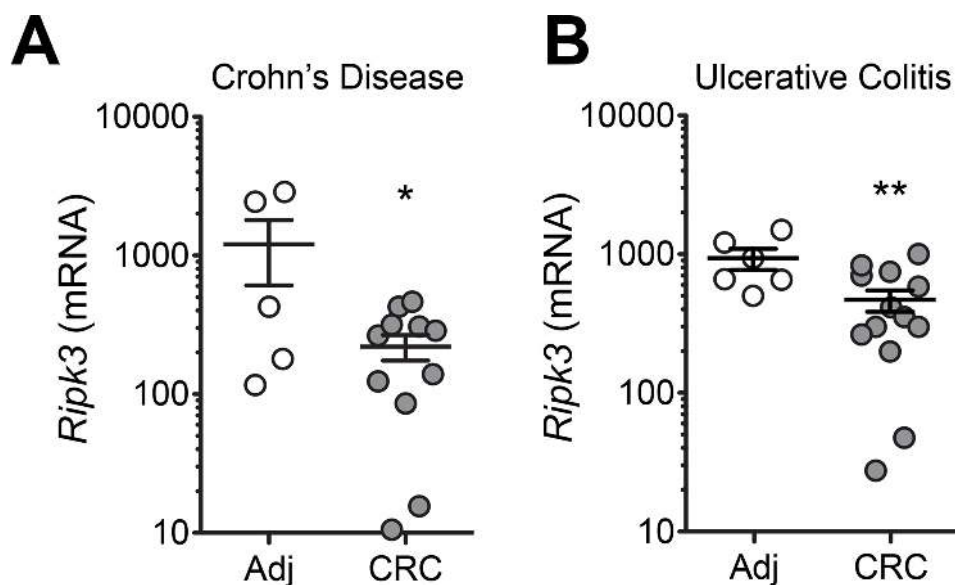 A
Crohn's Disease
Ripk3 (mRNA)
10000
1000
100
10
*
Adj
CRC
B
Ulcerative Colitis
Ripk3 (mRNA)
10000
1000
100
10
**
Adj
CRC